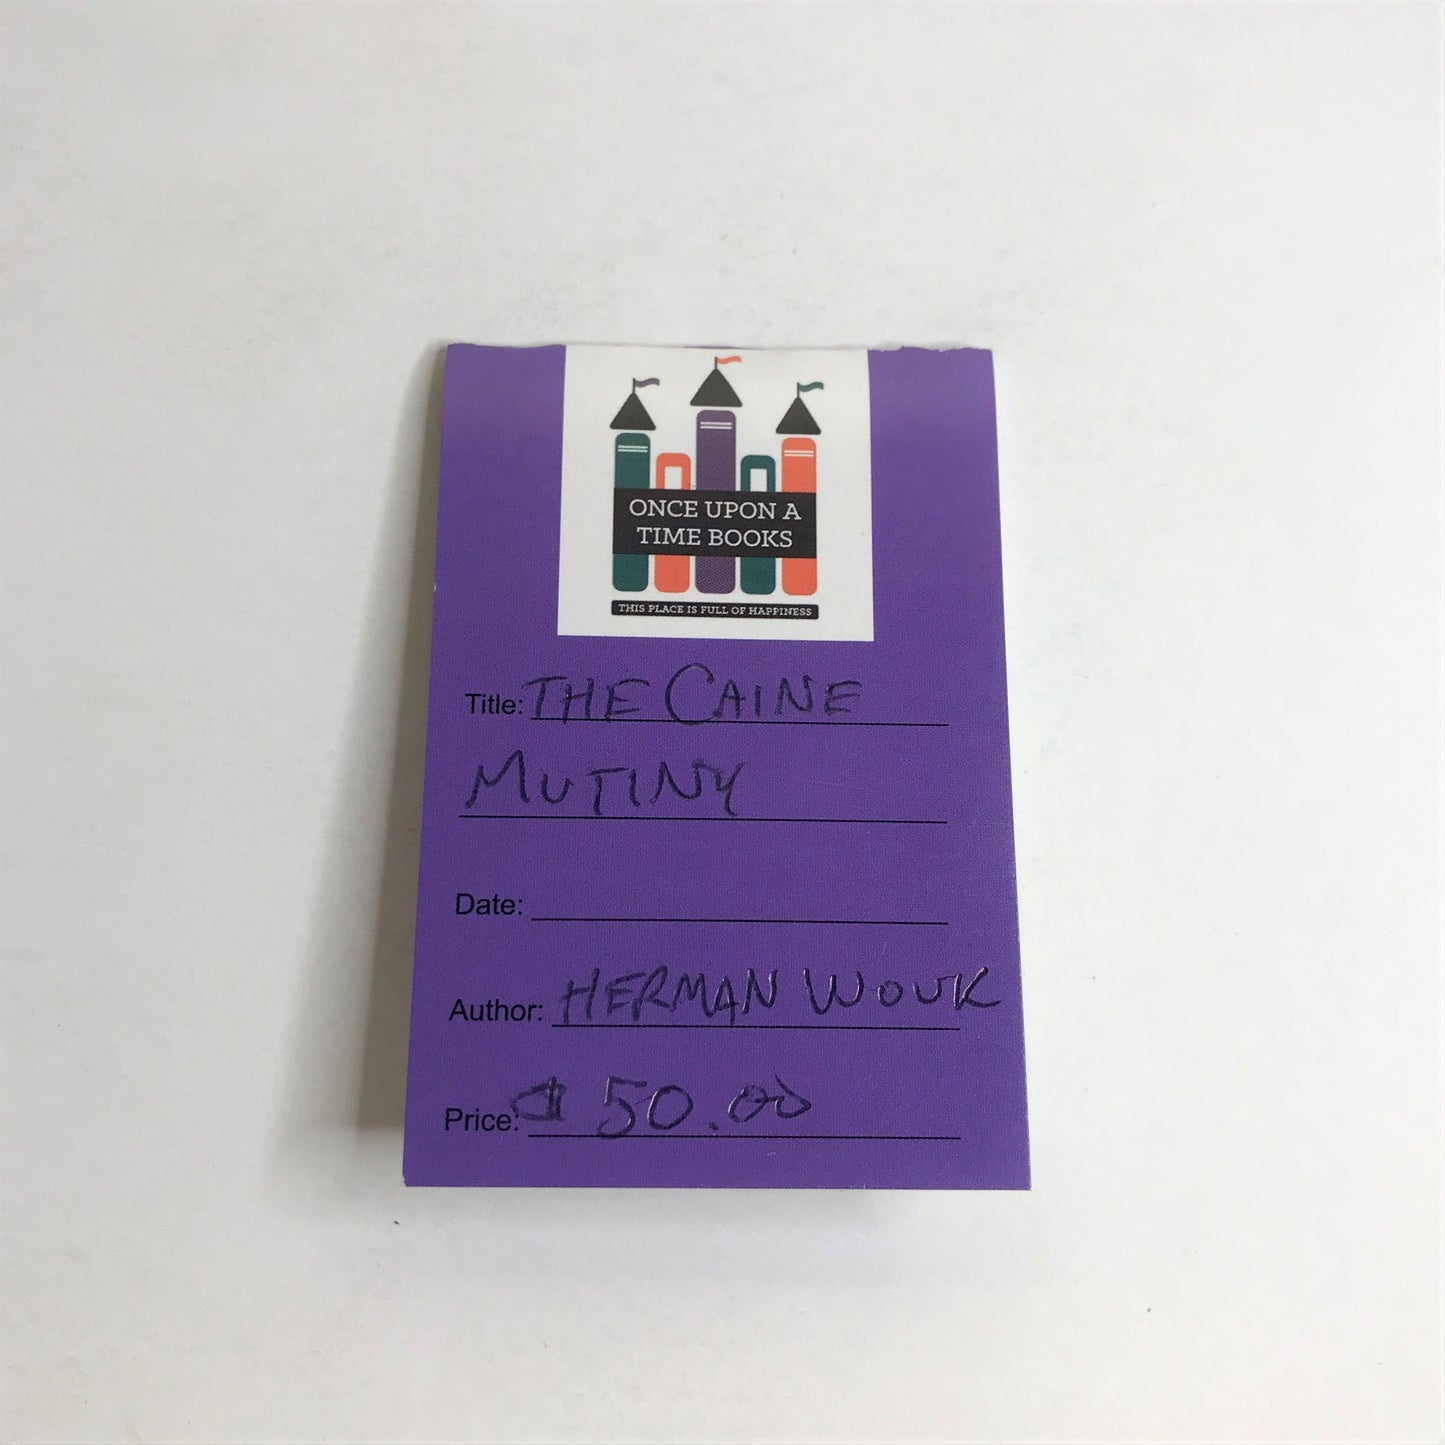 ONCE UPON A
TIME BOOKS
THIS PLACE IS FULL OF HAPPINESS
Title: THE CAINE
MUTINY
Date:
Author: HERMAN WOUK
Price: $ 50.00